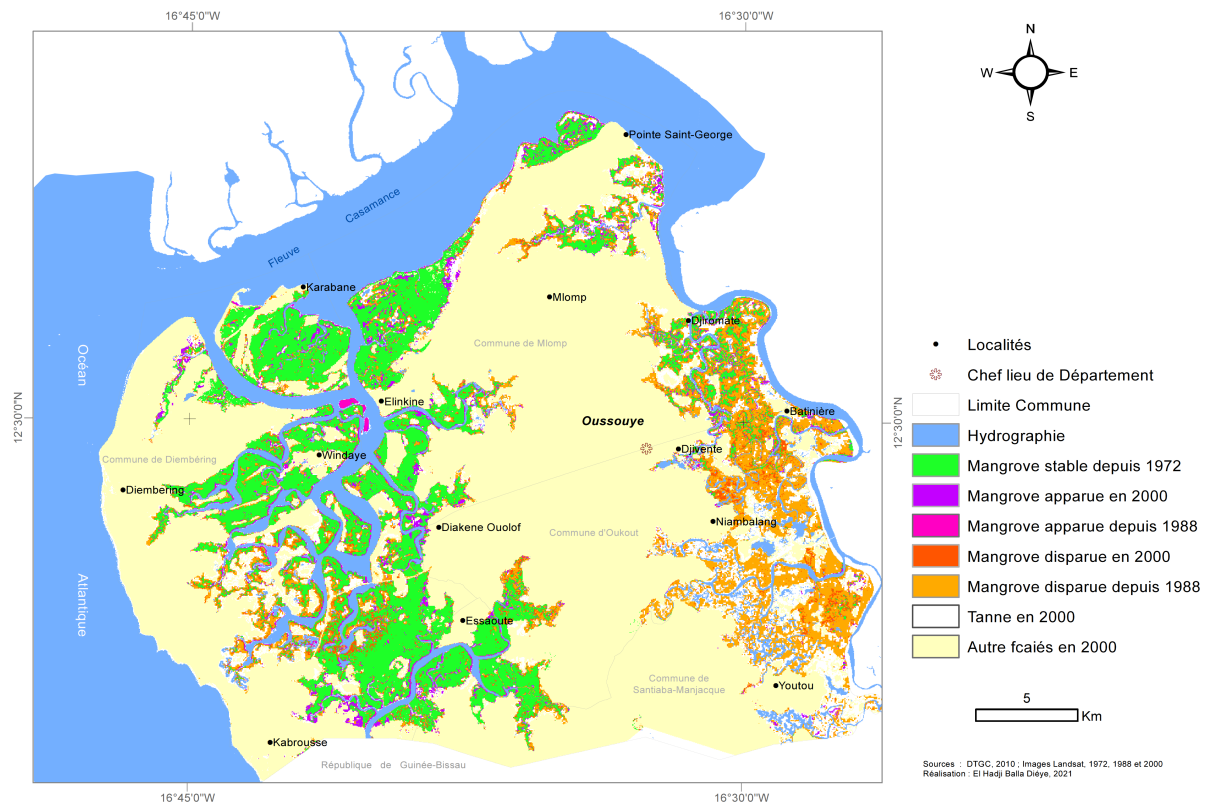 16°45'0"W
16°30'0"W
N
W
E
S
Pointe Saint-George
Fleuve Casamance
Karabane
Mlomp
Djiromate
Commune de Mlomp
Océan
Atlantique
12°30'0"N
12°30'0"N
Elinkine
Batinière
Oussouye
Djivente
Windaye
Commune de Diembéring
Diembering
Niambalang
Diakene Ouolof
Commune d'Oukout
Essaoute
Commune de
Santiaba-Manjacque
Youtou
Kabrousse
République de Guinée-Bissau
16°45'0"W
16°30'0"W
Localités
Chef lieu de Département
Limite Commune
Hydrographie
Mangrove stable depuis 1972
Mangrove apparue en 2000
Mangrove apparue depuis 1988
Mangrove disparue en 2000
Mangrove disparue depuis 1988
Tanne en 2000
Autre fcaiés en 2000
5
Km
Sources : DTGC, 2010 ; Images Landsat, 1972, 1988 et 2000
Réalisation : El Hadji Balla Diéye, 2021